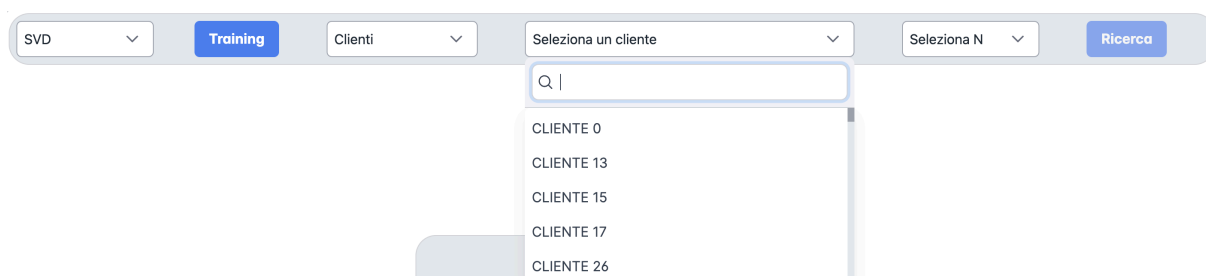 SVD Training Clienti Seleziona un cliente Seleziona N Ricerca
CLIENTE 0
CLIENTE 13
CLIENTE 15
CLIENTE 17
CLIENTE 26